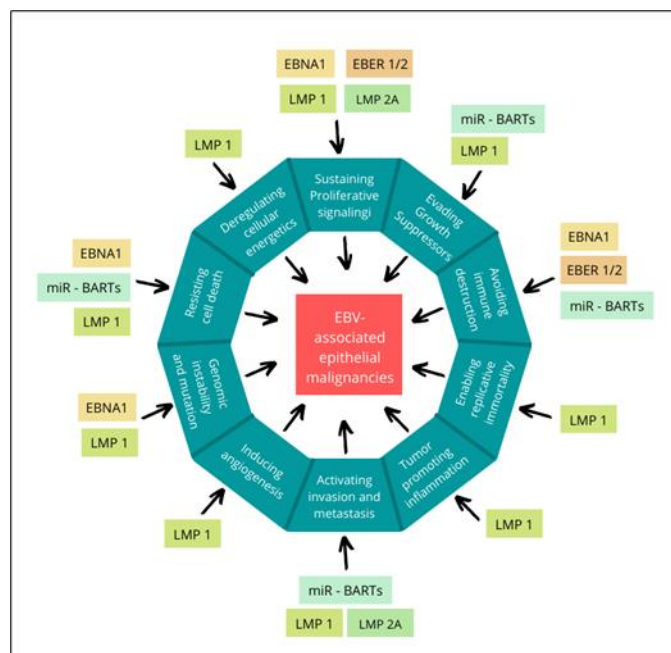 EBNA1
EBER 1/2
LMP 1
LMP 2A
miR - BARTs
LMP 1
LMP 1
Deregulating
cellular
energetics
Sustaining
Proliferative
signalingi
Evading
Growth
Suppressors
EBNA1
miR - BARTs
LMP 1
Resisting
cell death
EBV-
associated
epithelial
malignancies
Avoiding
immune
destruction
EBNA1
EBER 1/2
miR - BARTs
EBNA1
LMP 1
Genomic
instability
and mutation
Enabling
replicative
immortality
LMP 1
Inducing
angiogenesis
Activating
invasion and
metastasis
Tumor
promoting
inflammation
LMP 1
LMP 1
miR - BARTs
LMP 1
LMP 2A